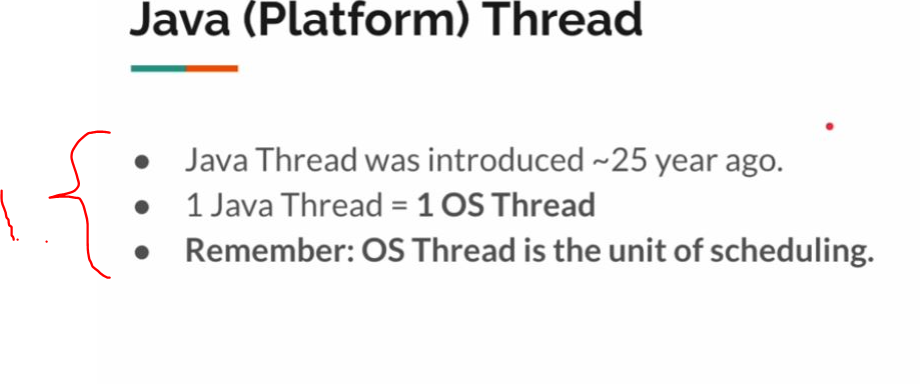 Java (Platform) Thread
● Java Thread was introduced ~25 year ago.
● 1 Java Thread = 1 OS Thread
● Remember: OS Thread is the unit of scheduling.